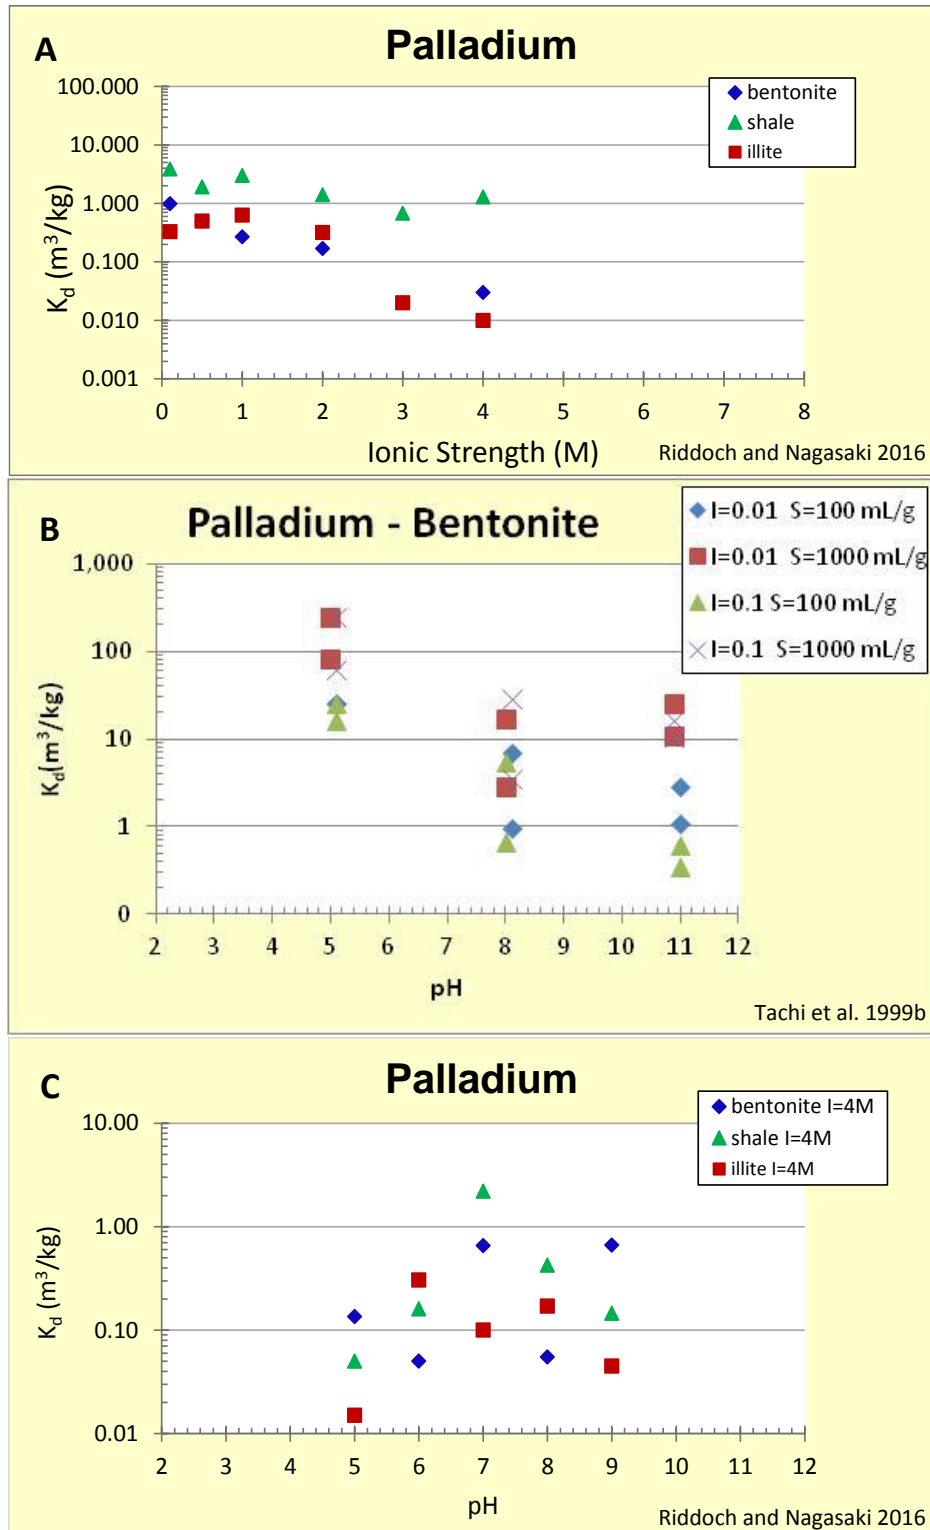 A
Palladium
bentonite
shale
illite
100.000
10.000
1.000
0.100
0.010
0.001
K_d (m³/kg)
0 1 2 3 4 5 6 7 8
Ionic Strength (M)
Riddoch and Nagasaki 2016
B
Palladium - Bentonite
I=0.01 S=100 mL/g
I=0.01 S=1000 mL/g
I=0.1 S=100 mL/g
I=0.1 S=1000 mL/g
1,000
100
10
1
0
K_d(m³/kg)
2 3 4 5 6 7 8 9 10 11 12
pH
Tachi et al. 1999b
C
Palladium
bentonite I=4M
shale I=4M
illite I=4M
10.00
1.00
0.10
0.01
K_d (m³/kg)
2 3 4 5 6 7 8 9 10 11 12
pH
Riddoch and Nagasaki 2016